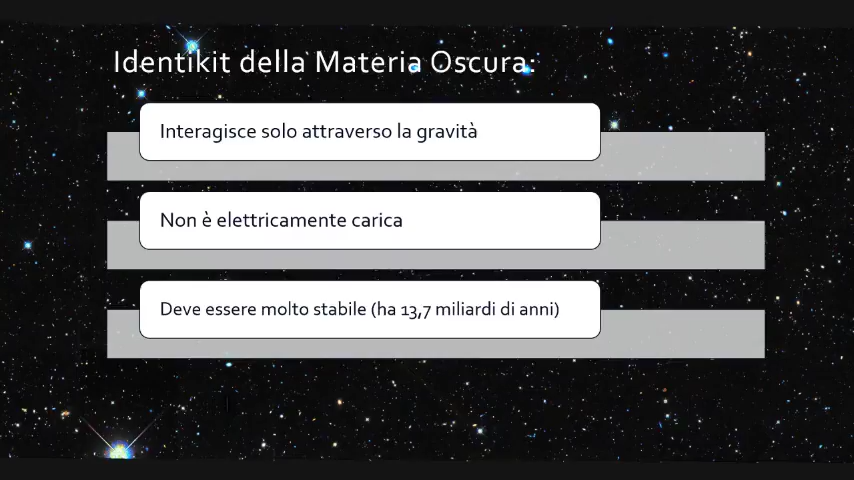 Identikit della Materia Oscura:
Interagisce solo attraverso la gravità
Non è elettricamente carica
Deve essere molto stabile (ha 13,7 miliardi di anni)